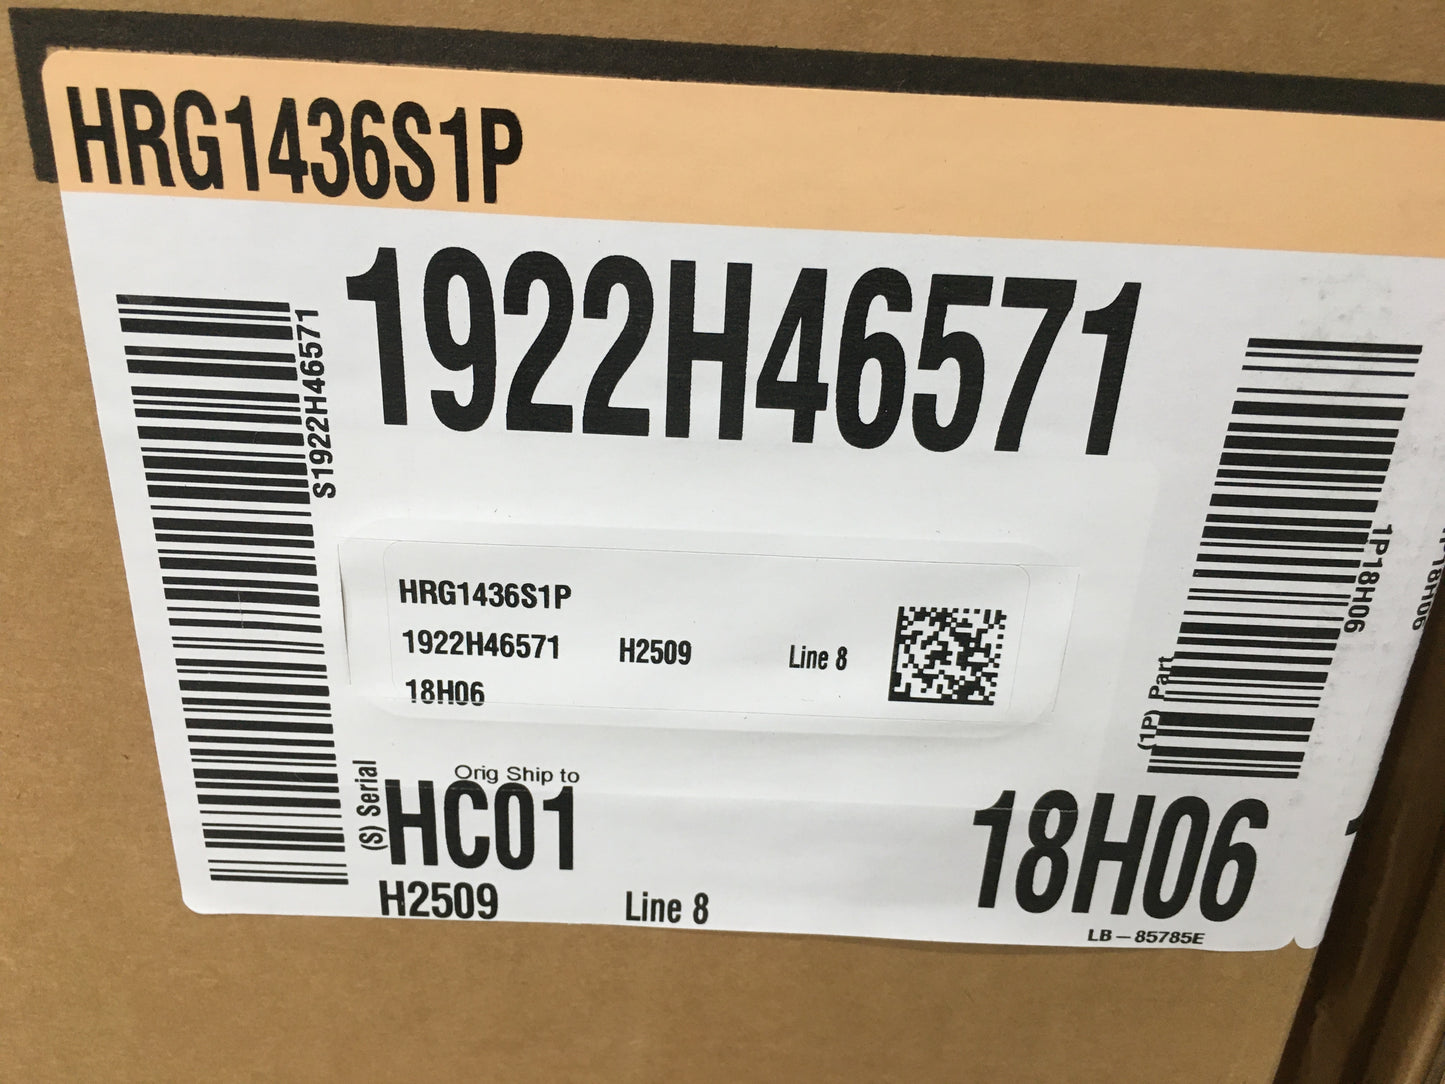 HRG1436S1P
1922H46571
S1922H46571
(S) Serial
HRG1436S1P
1922H46571 H2509 Line 8
18H06
1P18H06
(1P) Part
Orig Ship to
HC01
18H06
H2509 Line 8
LB-85785E